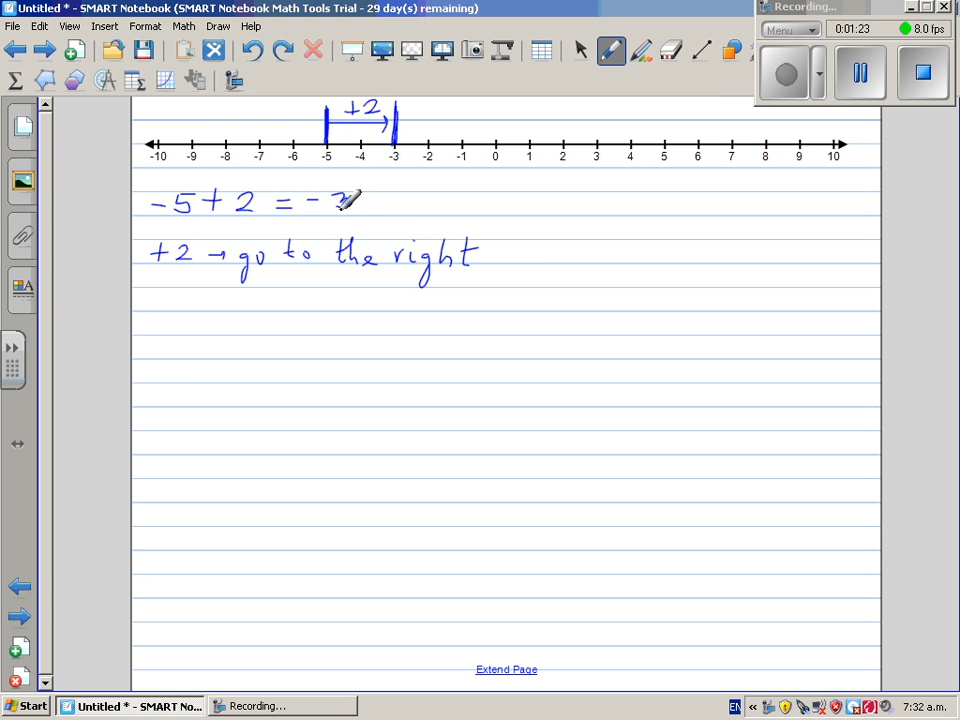 Untitled * - SMART Notebook (SMART Notebook Math Tools Trial - 29 day(s) remaining)
Recording...
File Edit View Insert Format Math Draw Help
Menu 0:01:23 8.0 fps
+2
-10 -9 -8 -7 -6 -5 -4 -3 -2 -1 0 1 2 3 4 5 6 7 8 9 10
-5 + 2 = - 3
+2 → go to the right
Extend Page
Start Untitled * - SMART No... Recording... EN « 7:32 a.m.